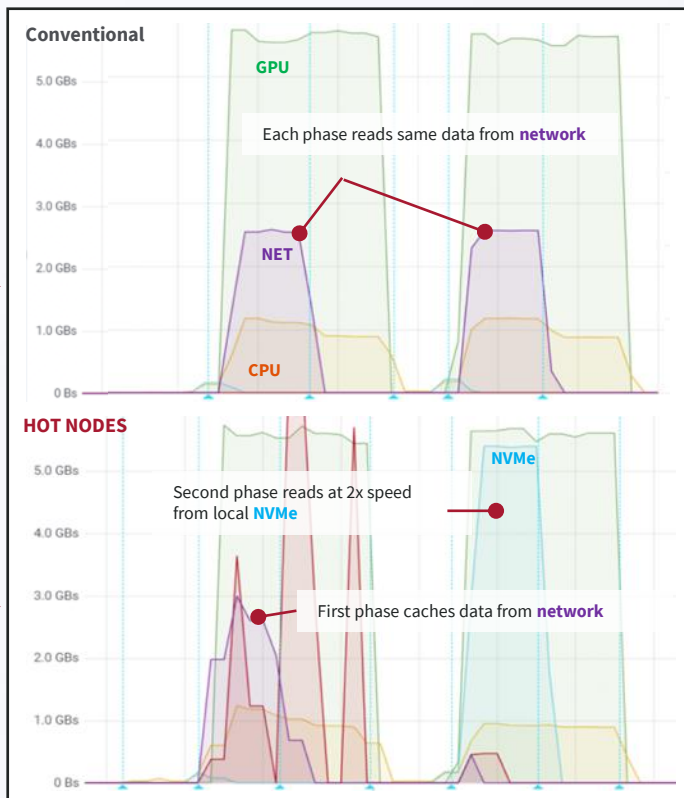 Conventional
GPU
5.0 GBs
Each phase reads same data from network
4.0 GBs
3.0 GBs
NET
2.0 GBs
1.0 GBs
CPU
0 Bs
HOT NODES
5.0 GBs
NVMe
Second phase reads at 2x speed
from local NVMe
4.0 GBs
3.0 GBs
First phase caches data from network
2.0 GBs
1.0 GBs
0 Bs